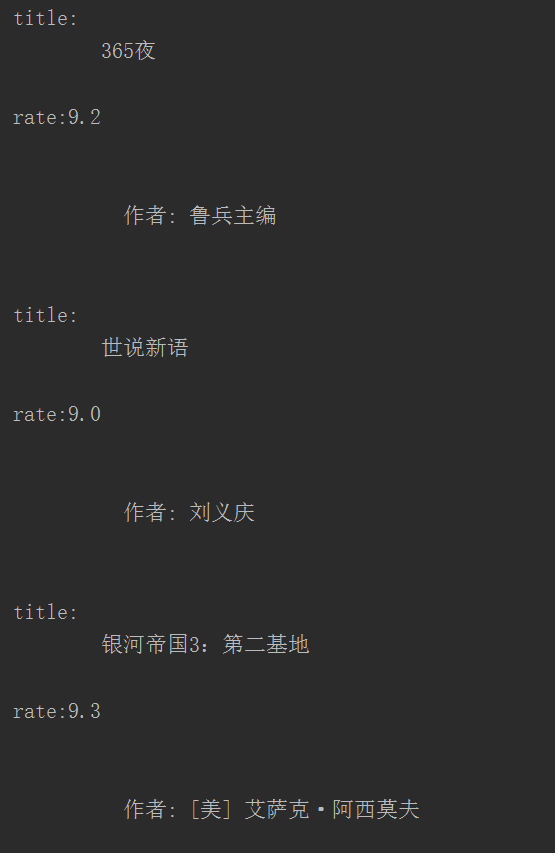 title:
365夜
rate:9.2
作者: 鲁兵主编
title:
世说新语
rate:9.0
作者: 刘义庆
title:
银河帝国3：第二基地
rate:9.3
作者: [美] 艾萨克·阿西莫夫